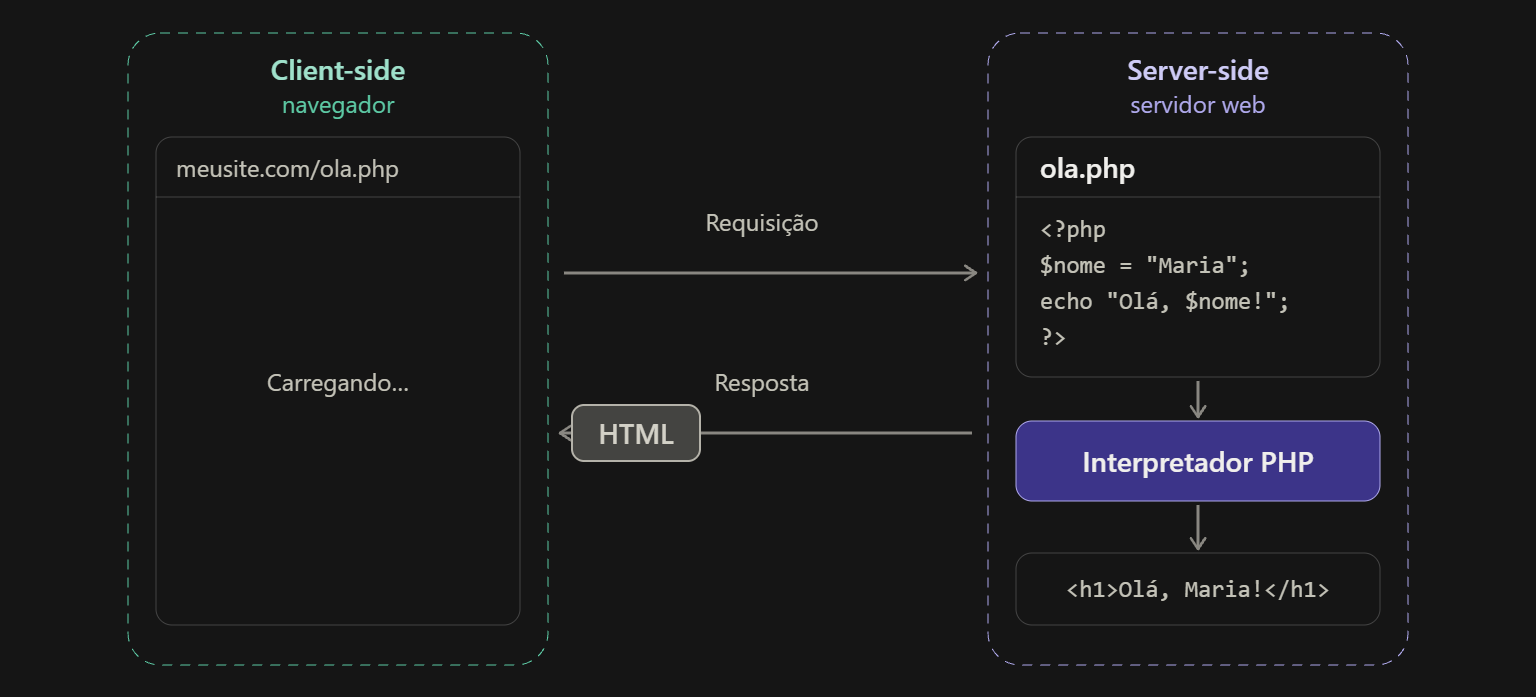 Client-side
navegador
meusite.com/ola.php
Carregando...
Requisição
Resposta
HTML
Server-side
servidor web
ola.php
<?php
$nome = "Maria";
echo "Olá, $nome!";
?>
Interpretador PHP
<h1>Olá, Maria!</h1>